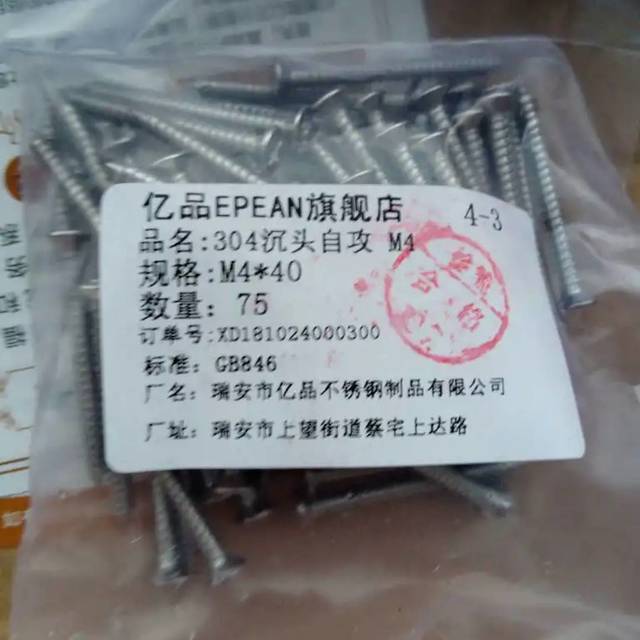 亿品EPEAN旗舰店
4-3
品名:304沉头自攻 M4
规格:M4*40
数量: 75
订单号:XD181024000300
标准: GB846
厂名: 瑞安市亿品不锈钢制品有限公司
厂址: 瑞安市上望街道蔡宅上达路